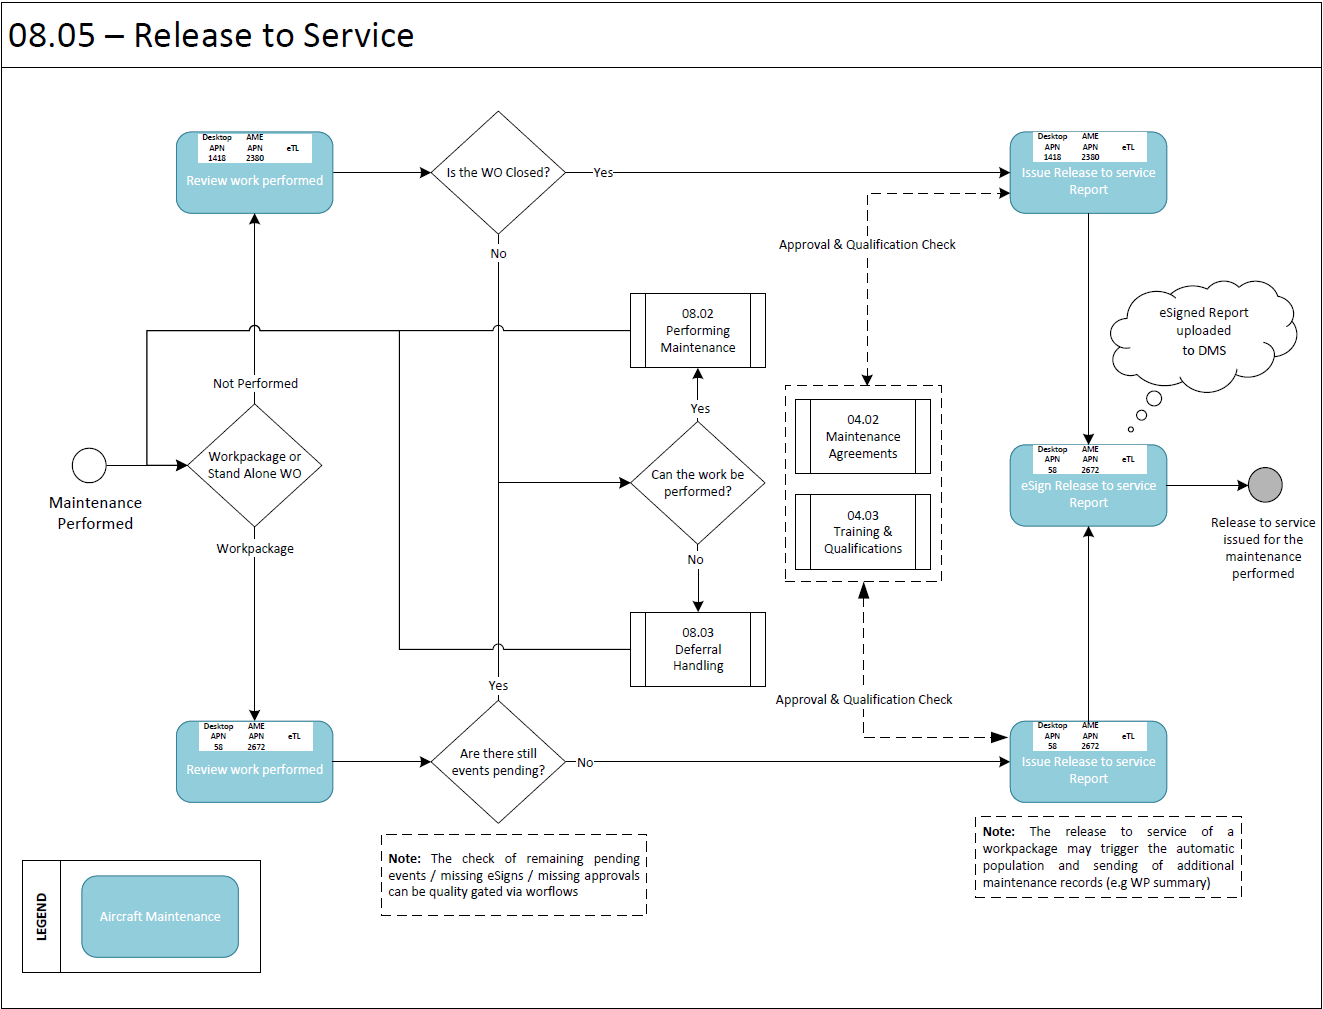 08.05 – Release to Service
Desktop AME
APN APN eTL
1418 2380
Review work performed
Is the WO Closed?
Yes
No
Desktop AME
APN APN eTL
1418 2380
Issue Release to service
Report
Approval & Qualification Check
eSigned Report
uploaded
to DMS
08.02
Performing
Maintenance
Not Performed
Yes
Workpackage or
Stand Alone WO
Maintenance
Performed
Workpackage
Can the work be
performed?
No
04.02
Maintenance
Agreements
04.03
Training &
Qualifications
Desktop AME
APN APN eTL
58 2672
eSign Release to service
Report
Release to service
issued for the
maintenance
performed
08.03
Deferral
Handling
Yes
Approval & Qualification Check
Desktop AME
APN APN eTL
58 2672
Review work performed
Are there still
events pending?
No
Desktop AME
APN APN eTL
58 2672
Issue Release to service
Report
Note: The check of remaining pending
events / missing eSigns / missing approvals
can be quality gated via worflows
Note: The release to service of a
workpackage may trigger the automatic
population and sending of additional
maintenance records (e.g WP summary)
LEGEND
Aircraft Maintenance